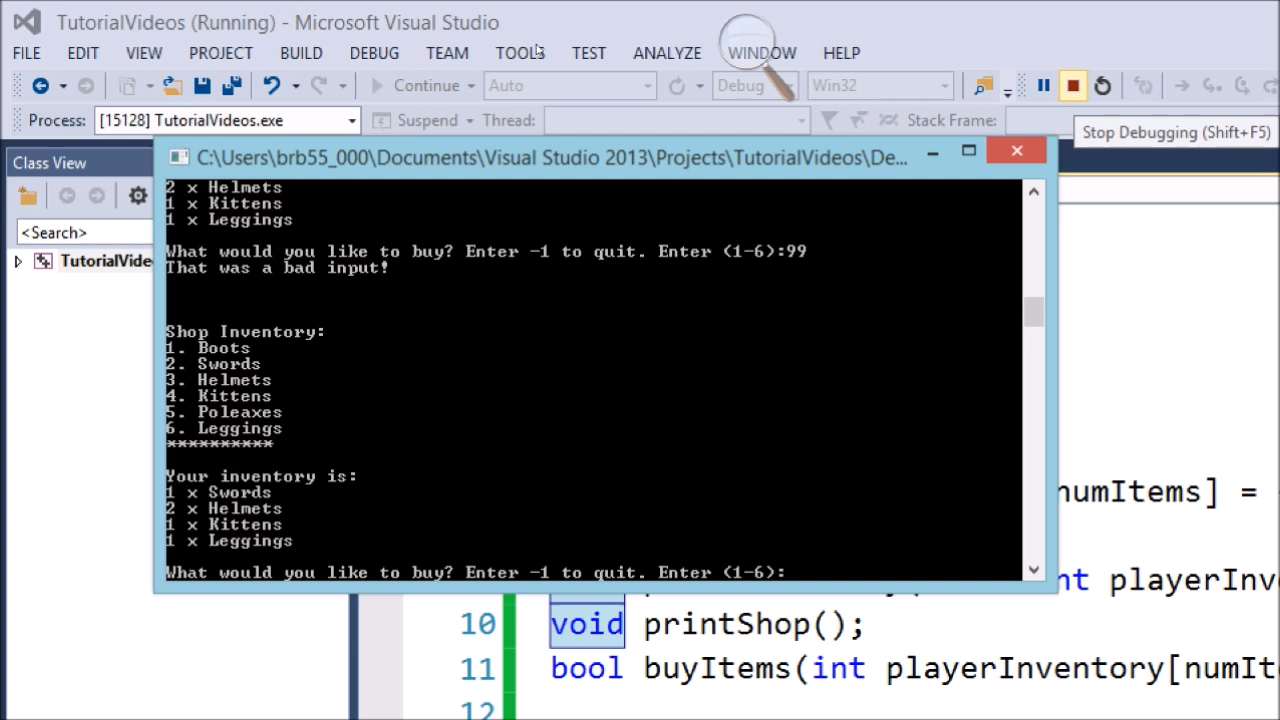 TutorialVideos (Running) - Microsoft Visual Studio
FILE EDIT VIEW PROJECT BUILD DEBUG TEAM TOOLS TEST ANALYZE WINDOW HELP
Continue Auto Debug Win32
Process: [15128] TutorialVideos.exe Suspend Thread: Stack Frame:
Stop Debugging (Shift+F5)
Class View
C:\Users\brb55_000\Documents\Visual Studio 2013\Projects\TutorialVideos\De...
<Search>
TutorialVide
2 x Helmets
1 x Kittens
1 x Leggings
What would you like to buy? Enter -1 to quit. Enter (1-6):99
That was a bad input!
Shop Inventory:
1. Boots
2. Swords
3. Helmets
4. Kittens
5. Poleaxes
6. Leggings
**********
Your inventory is:
1 x Swords
2 x Helmets
1 x Kittens
1 x Leggings
What would you like to buy? Enter -1 to quit. Enter (1-6):
numItems] =
nt playerInve
10 void printShop();
11 bool buyItems(int playerInventory[numIte
12